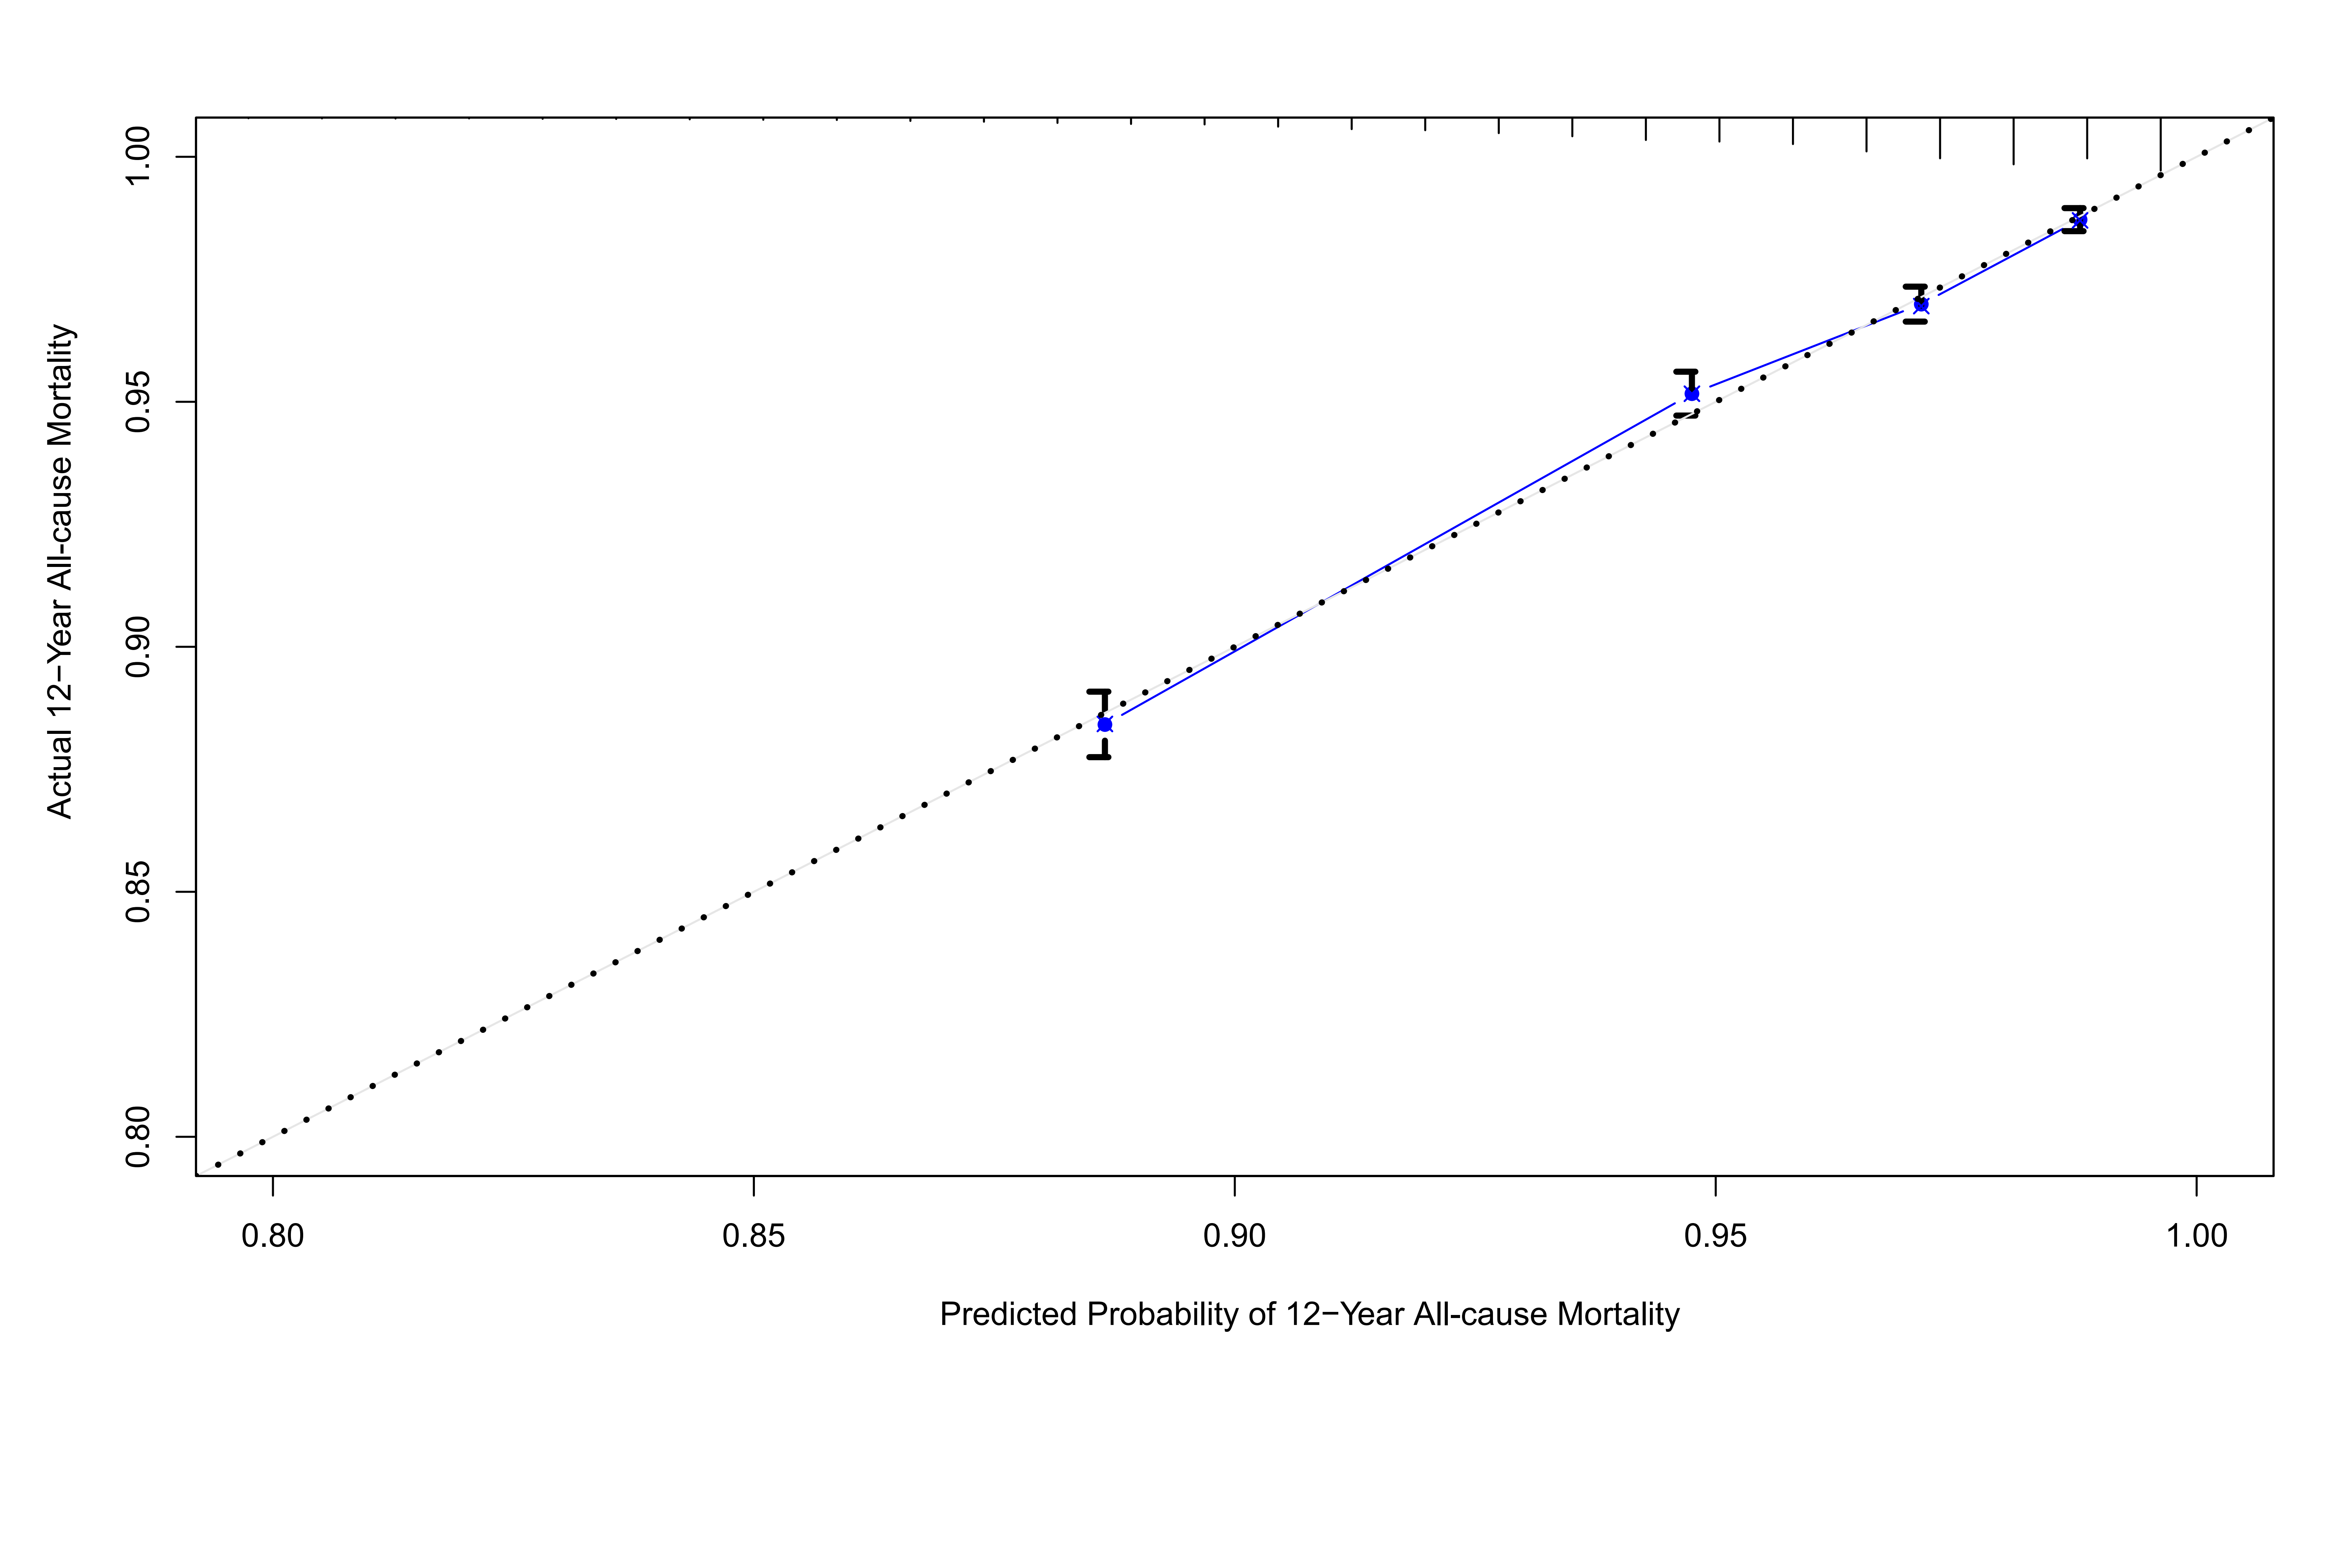 Actual 12−Year All-cause Mortality
1.00
0.95
0.90
0.85
0.80
0.80 0.85 0.90 0.95 1.00
Predicted Probability of 12−Year All-cause Mortality